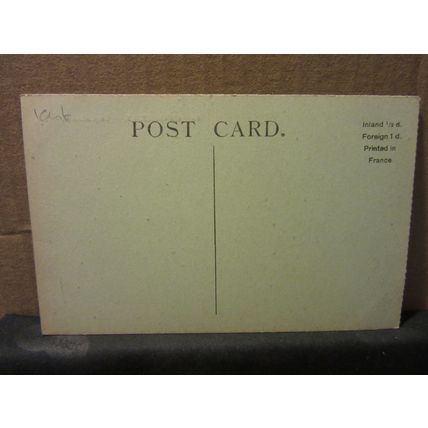 POST CARD.
Inland ½ d.
Foreign 1 d.
Printed in
France